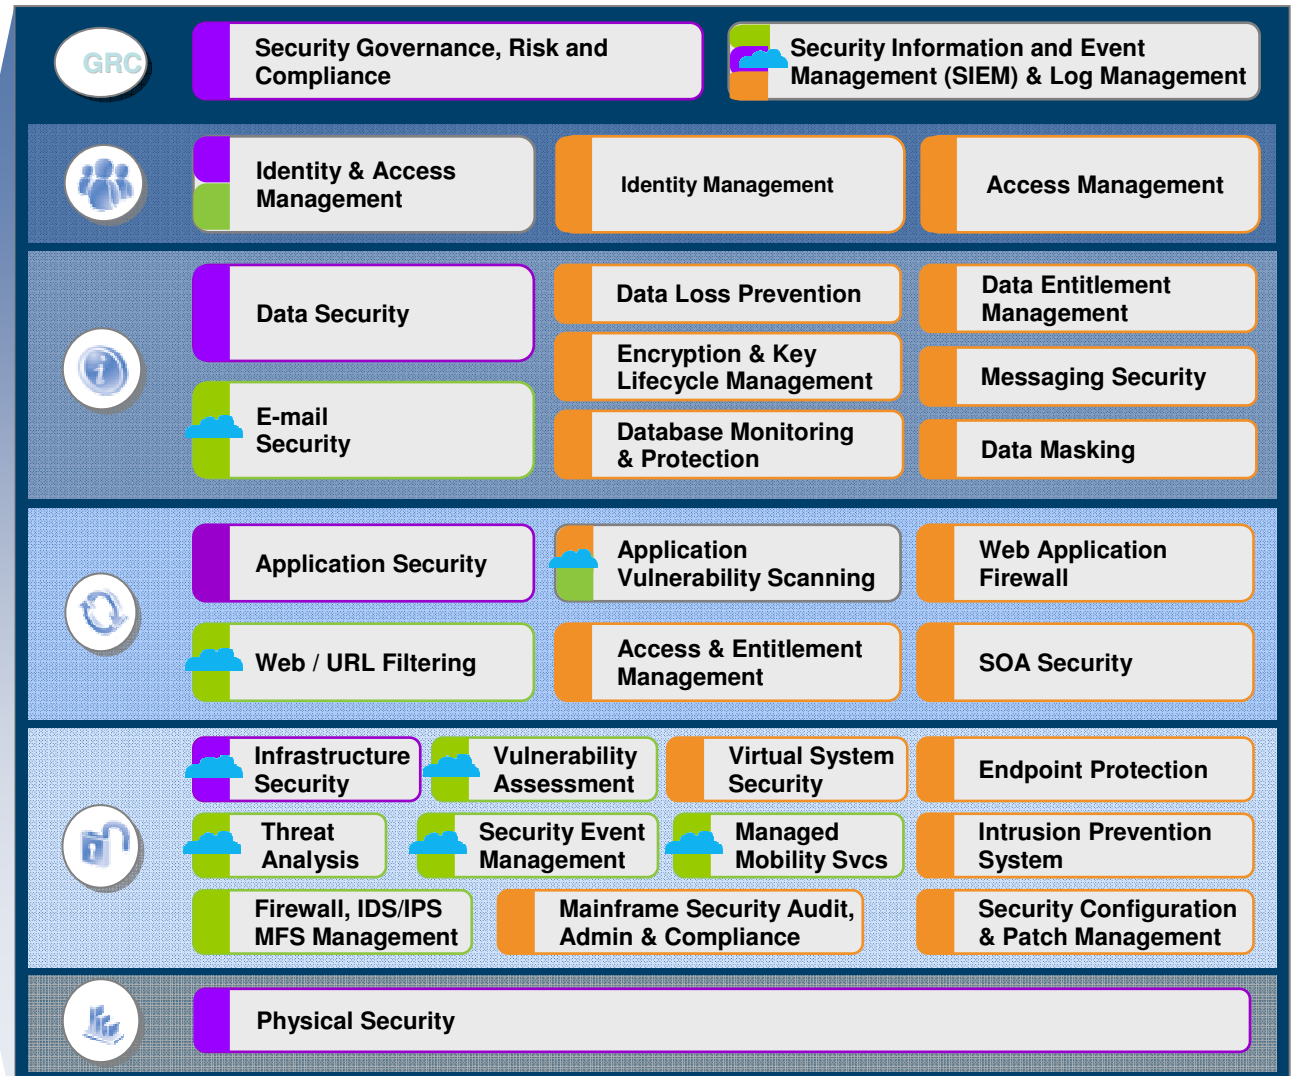 GRC
Security Governance, Risk and
Compliance
Security Information and Event
Management (SIEM) & Log Management
Identity & Access
Management
Identity Management
Access Management
Data Security
Data Loss Prevention
Data Entitlement
Management
Encryption & Key
Lifecycle Management
Messaging Security
E-mail
Security
Database Monitoring
& Protection
Data Masking
Application Security
Application
Vulnerability Scanning
Web Application
Firewall
Web / URL Filtering
Access & Entitlement
Management
SOA Security
Infrastructure
Security
Vulnerability
Assessment
Virtual System
Security
Endpoint Protection
Threat
Analysis
Security Event
Management
Managed
Mobility Svcs
Intrusion Prevention
System
Firewall, IDS/IPS
MFS Management
Mainframe Security Audit,
Admin & Compliance
Security Configuration
& Patch Management
Physical Security